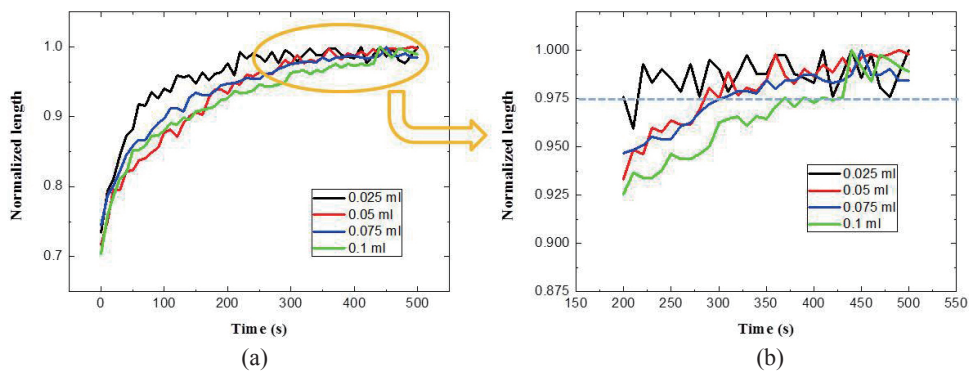 1.0
0.9
0.8
0.7
Normalized length
0.025 ml
0.05 ml
0.075 ml
0.1 ml
0 100 200 300 400 500
Time (s)
(a)
1.000
0.975
0.950
0.925
0.900
0.875
Normalized length
0.025 ml
0.05 ml
0.075 ml
0.1 ml
150 200 250 300 350 400 450 500 550
Time (s)
(b)